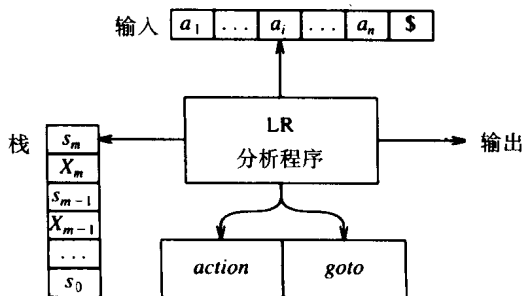 输入 a₁ ... aᵢ ... aₙ $
LR
分析程序
输出
栈
sₘ
Xₘ
sₘ₋₁
Xₘ₋₁
...
s₀
action goto